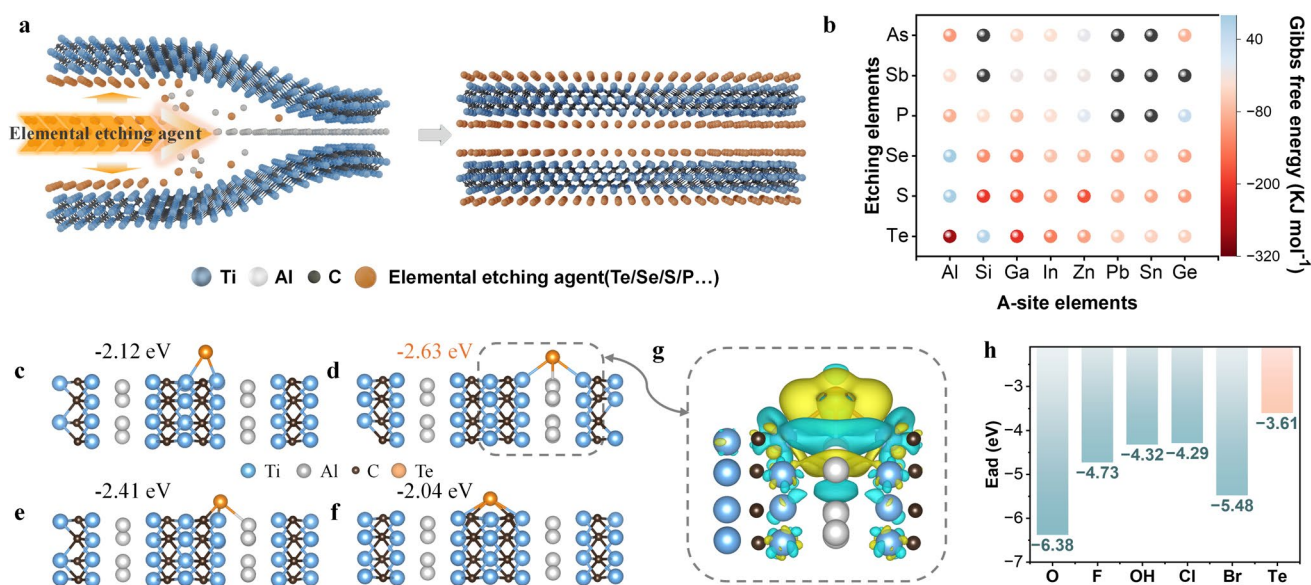 a
Elemental etching agent
Ti Al C Elemental etching agent(Te/Se/S/P…)
b
Etching elements
As
Sb
P
Se
S
Te
Al Si Ga In Zn Pb Sn Ge
A-site elements
40
−80
−200
−320
Gibbs free energy (KJ mol⁻¹)
c
-2.12 eV
d
-2.63 eV
Ti Al C Te
e
-2.41 eV
f
-2.04 eV
g
h
Ead (eV)
−3
−4
−5
−6
−7
−6.38
−4.73
−4.32
−4.29
−5.48
−3.61
O F OH Cl Br Te